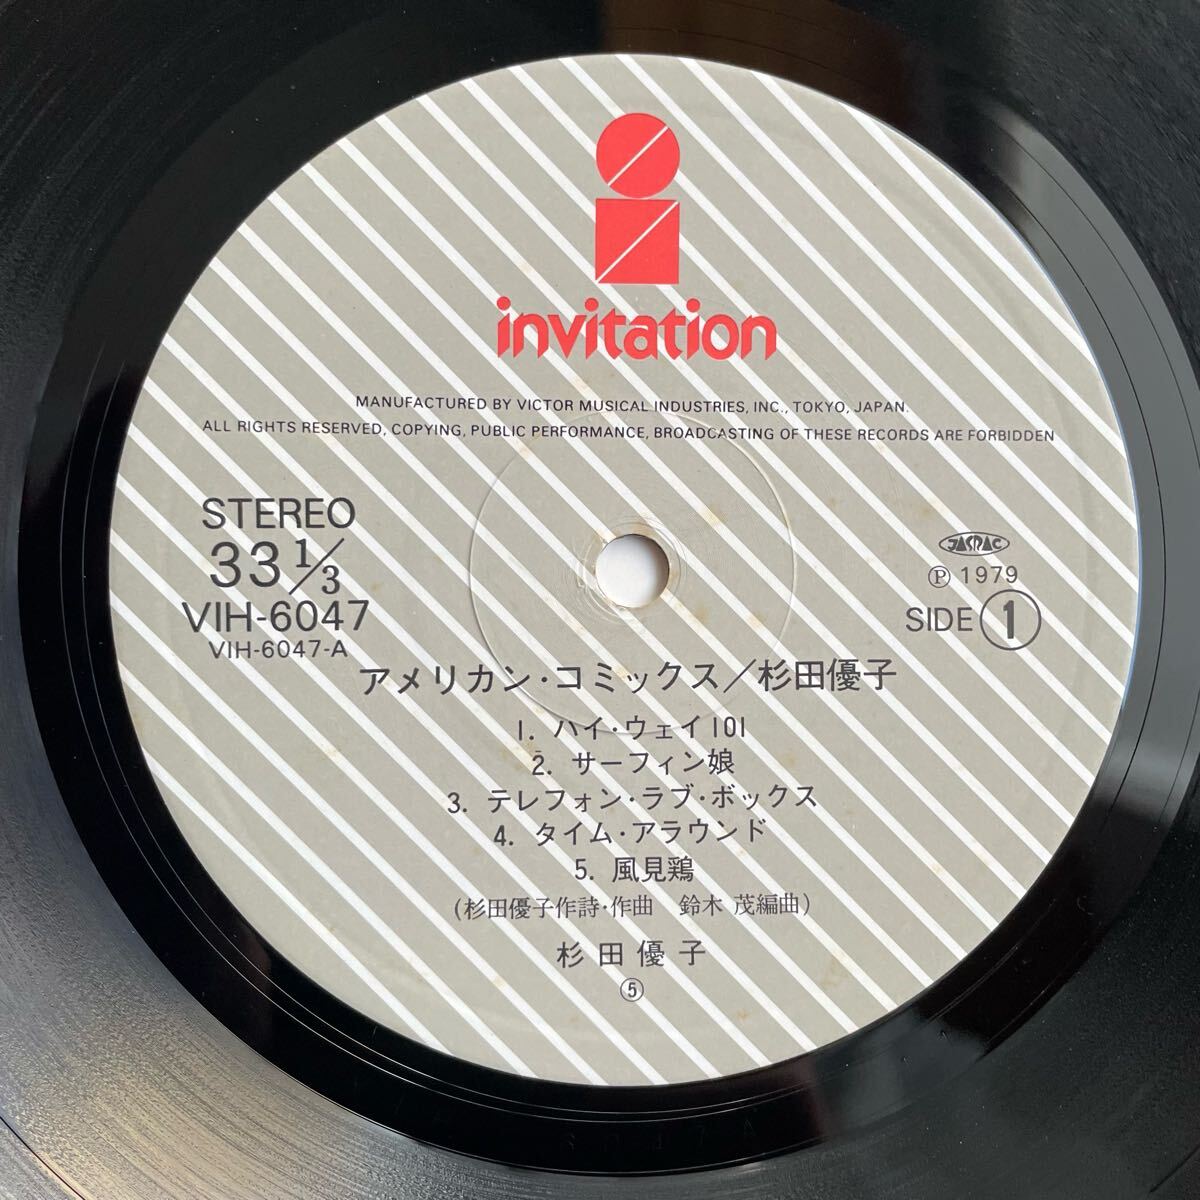 invitation
MANUFACTURED BY VICTOR MUSICAL INDUSTRIES, INC., TOKYO, JAPAN.
ALL RIGHTS RESERVED, COPYING, PUBLIC PERFORMANCE, BROADCASTING OF THESE RECORDS ARE FORBIDDEN
STEREO
33 1/3
VIH-6047
VIH-6047-A
JASRAC
Ⓟ 1979
SIDE ①
アメリカン・コミックス／杉田優子
1. ハイ・ウェイ101
2. サーフィン娘
3. テレフォン・ラブ・ボックス
4. タイム・アラウンド
5. 風見鶏
(杉田優子作詩・作曲 鈴木 茂編曲)
杉田優子
⑤